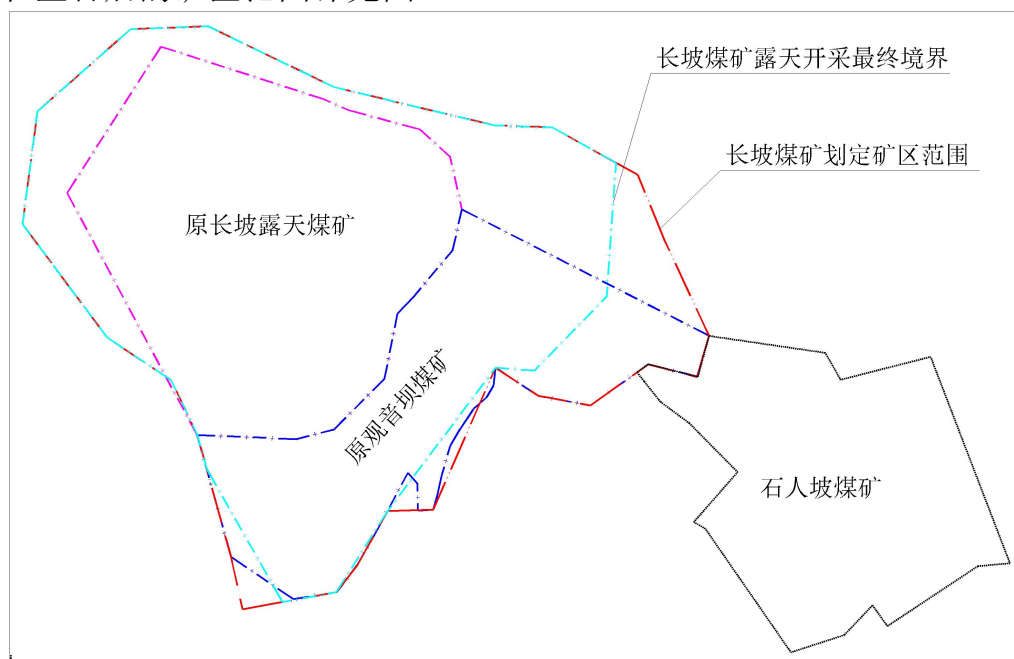 长坡煤矿露天开采最终境界
长坡煤矿划定矿区范围
原长坡露天煤矿
原观音坝煤矿
石人坡煤矿